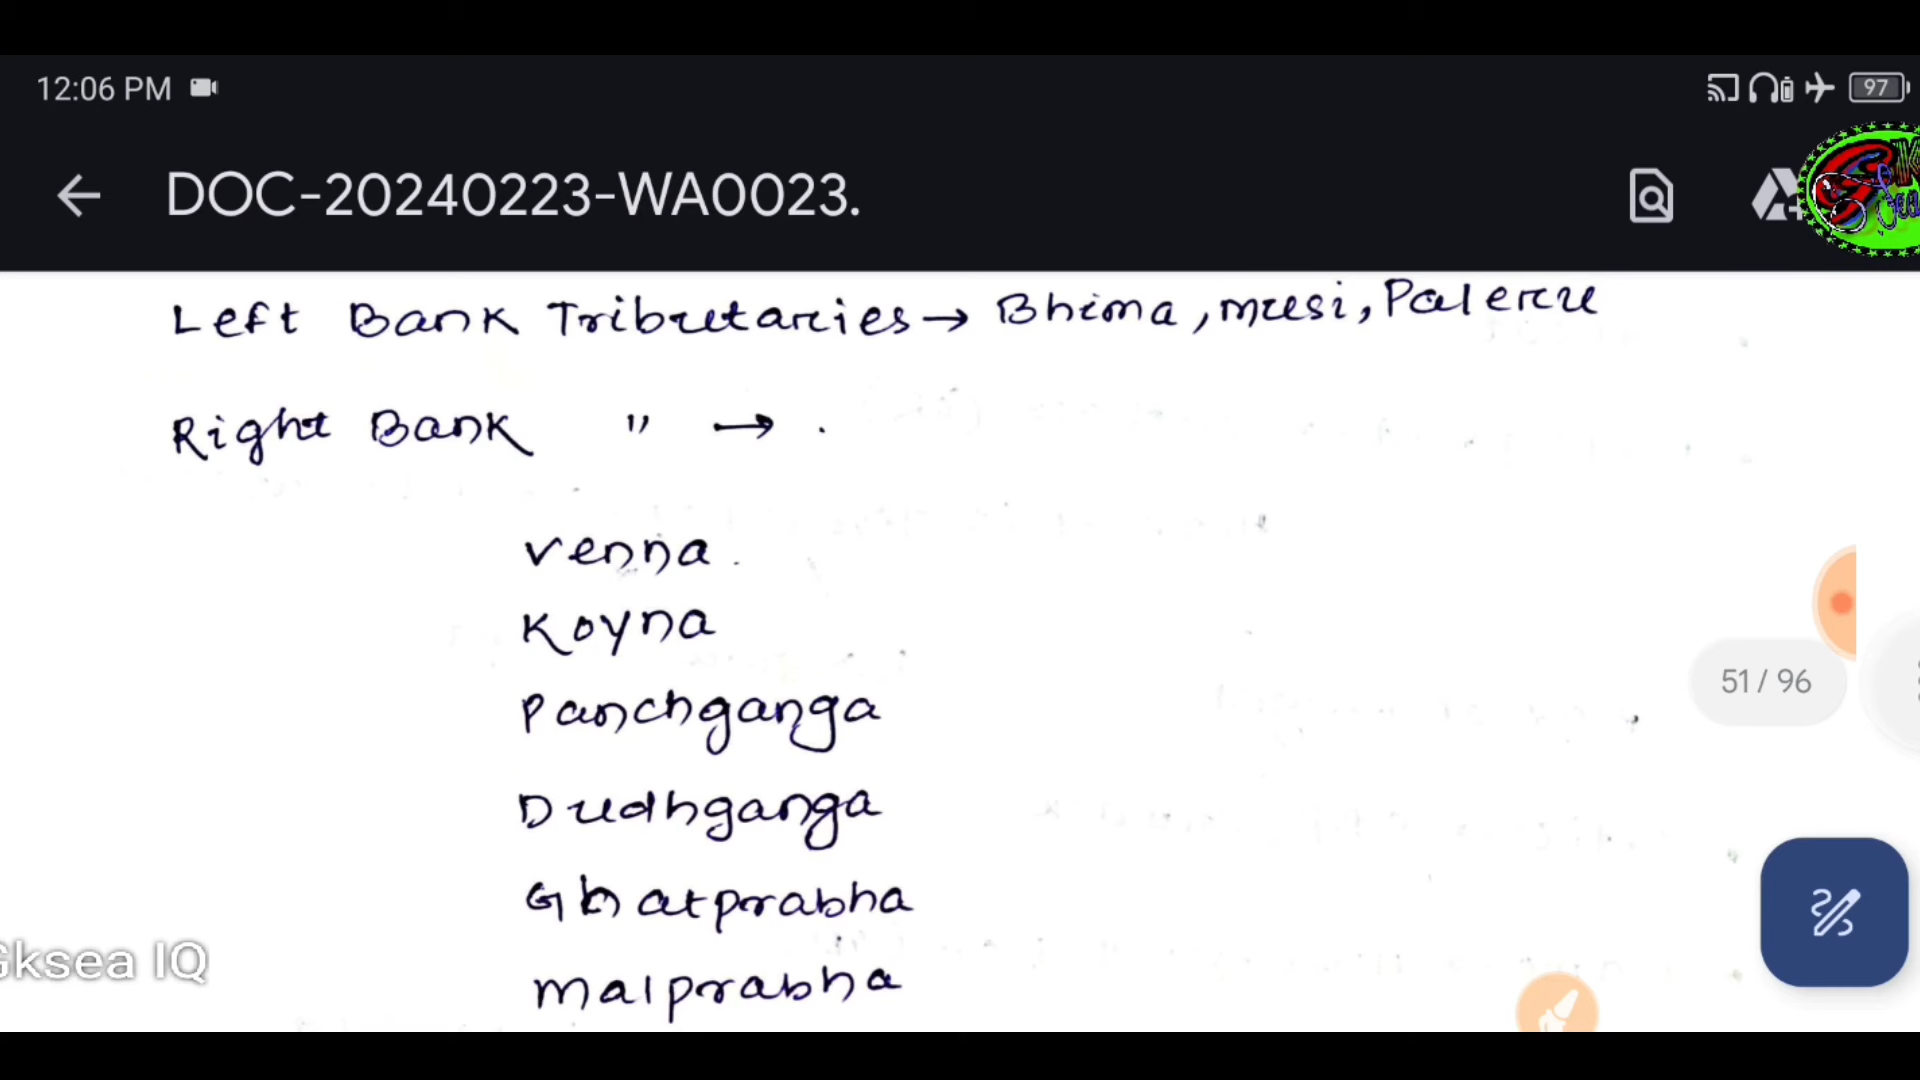 12:06 PM
97
DOC-20240223-WA0023.
Left Bank Tributaries → Bhima, musi, Paleru
Right Bank " → .
Venna .
Koyna
Panchganga
51 / 96
Dudhganga
Ghatprabha
Gksea IQ
malprabha